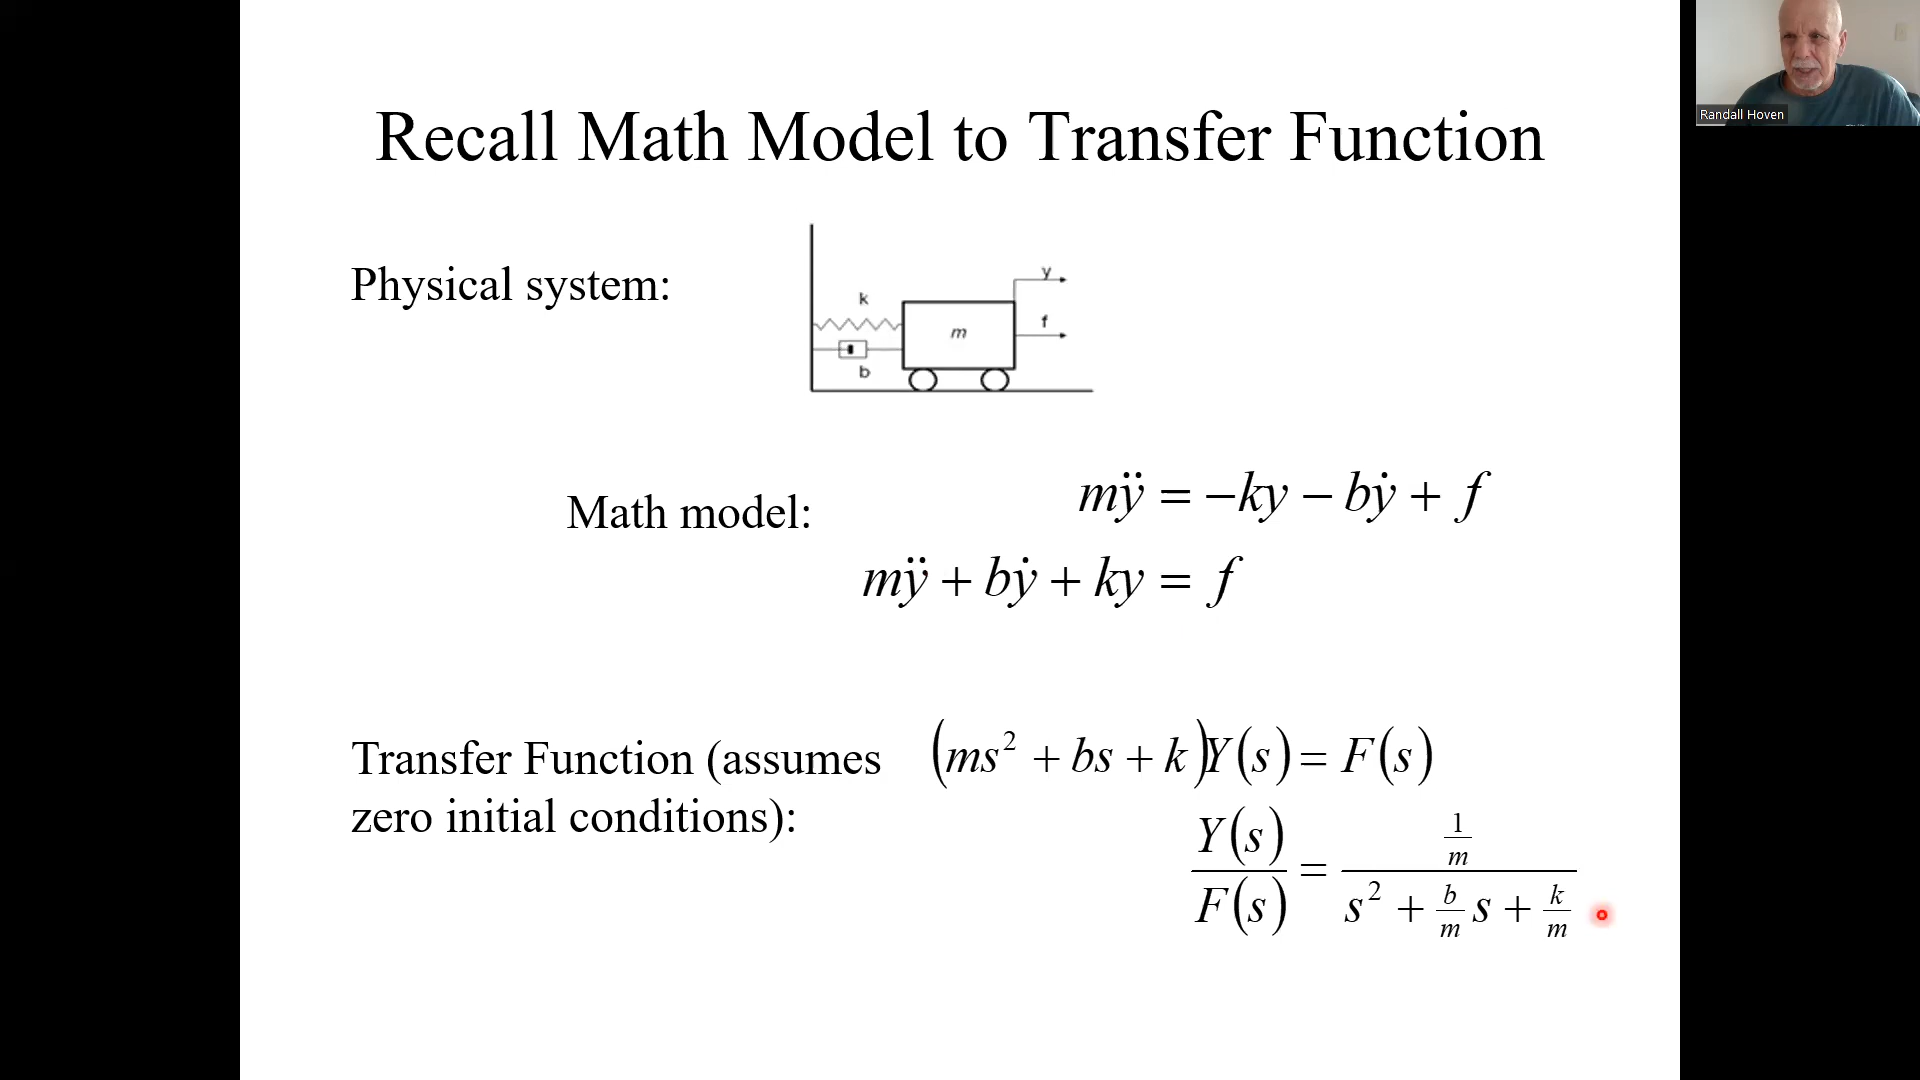 Recall Math Model to Transfer Function
Randall Hoven
Physical system:
y
k
f
m
b
Math model:
mÿ = −ky − bẏ + f
mÿ + bẏ + ky = f
Transfer Function (assumes
zero initial conditions):
(ms² + bs + k)Y(s) = F(s)
Y(s)/F(s) = (1/m)/(s² + (b/m)s + (k/m))